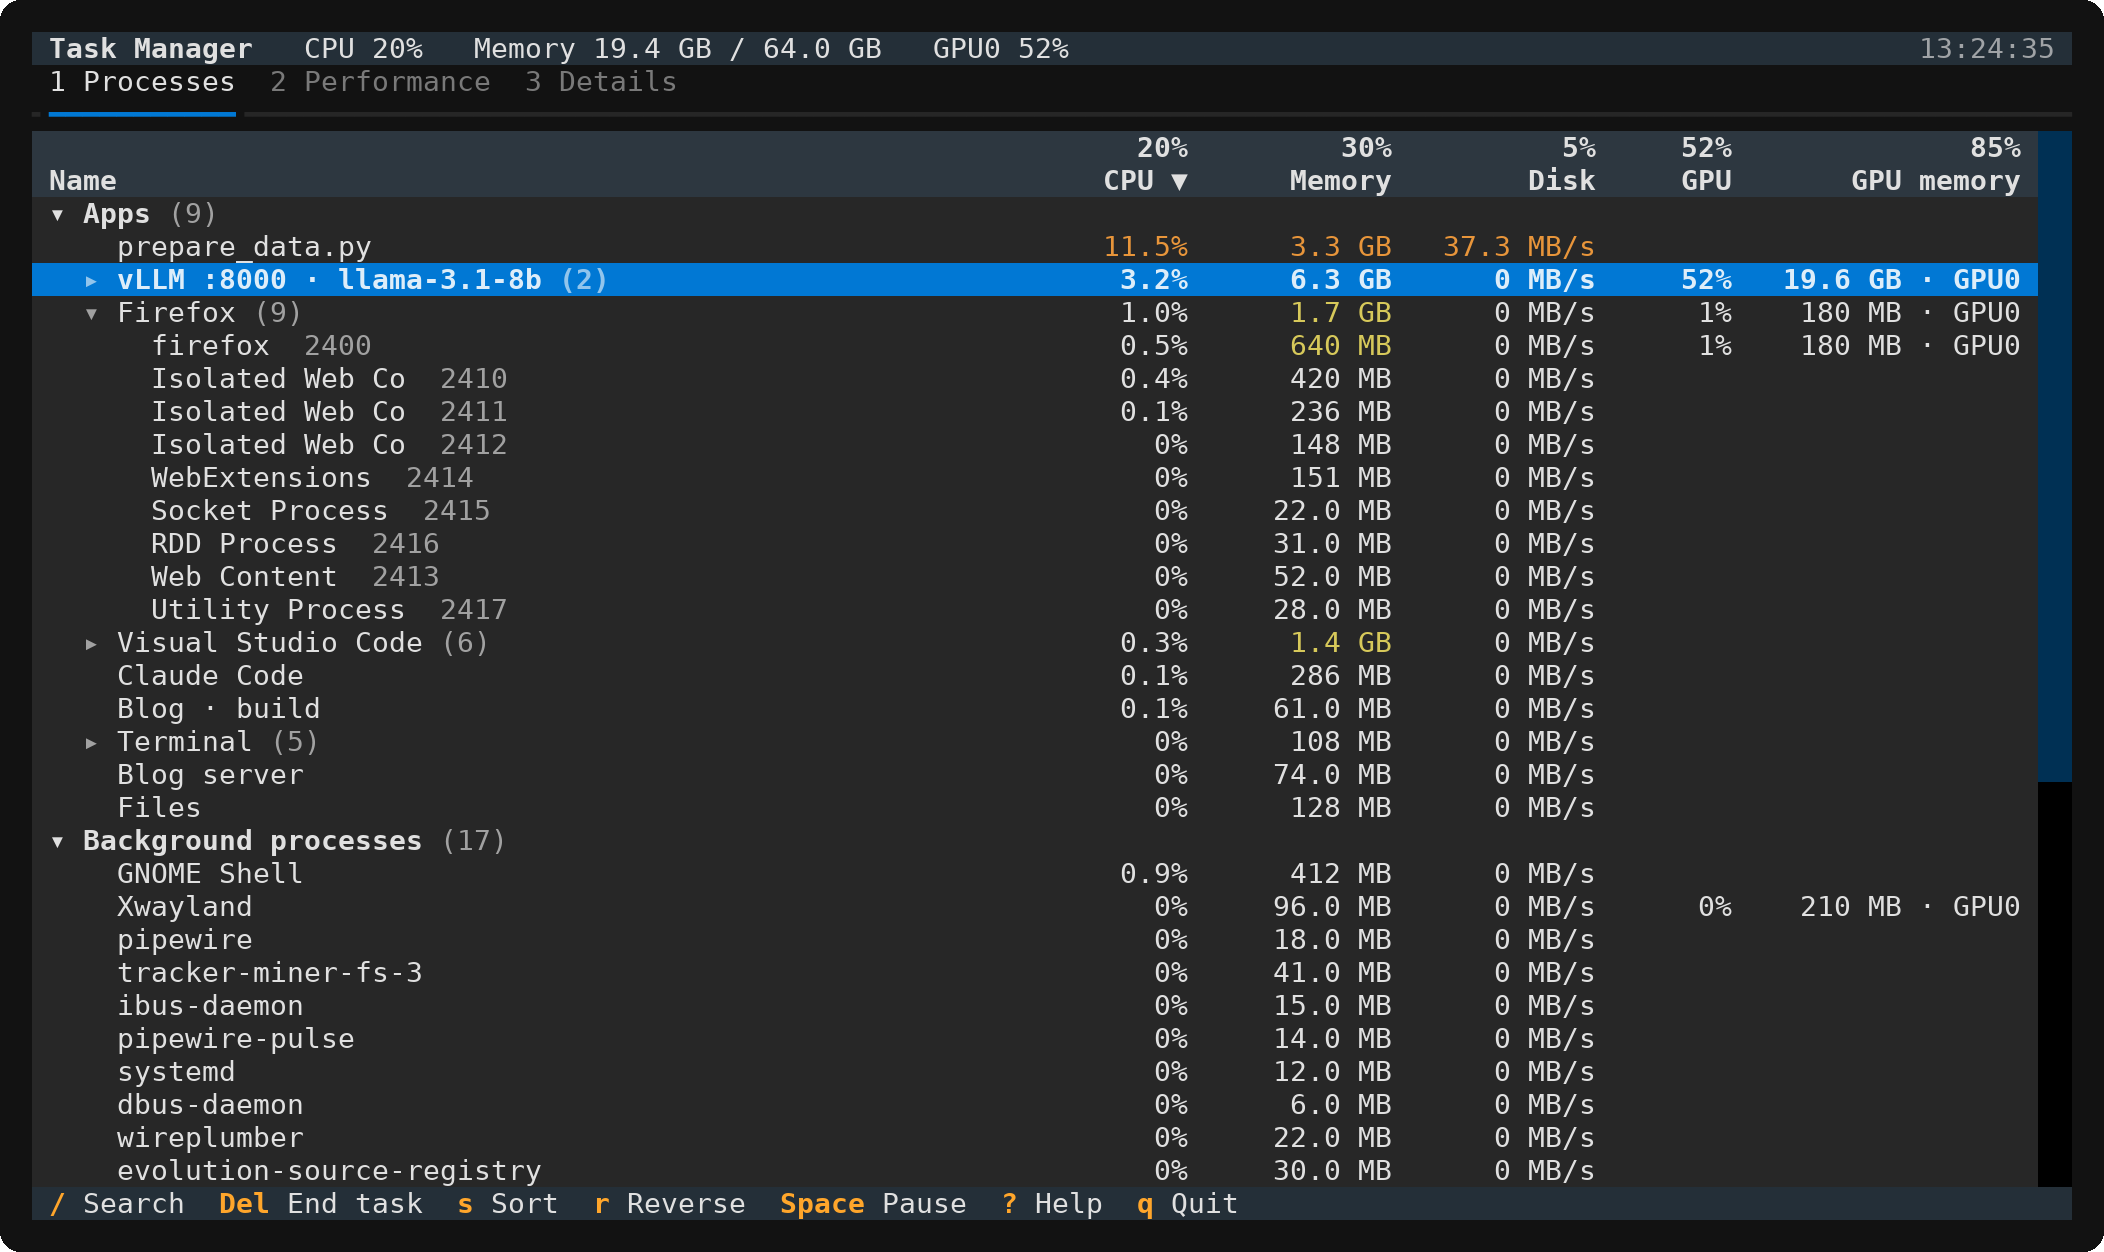 Task Manager CPU 20% Memory 19.4 GB / 64.0 GB GPU0 52% 13:24:35
1 Processes 2 Performance 3 Details
20% 30% 5% 52% 85%
Name CPU ▼ Memory Disk GPU GPU memory
▼ Apps (9)
prepare_data.py 11.5% 3.3 GB 37.3 MB/s
▶ vLLM :8000 · llama-3.1-8b (2) 3.2% 6.3 GB 0 MB/s 52% 19.6 GB · GPU0
▼ Firefox (9) 1.0% 1.7 GB 0 MB/s 1% 180 MB · GPU0
firefox 2400 0.5% 640 MB 0 MB/s 1% 180 MB · GPU0
Isolated Web Co 2410 0.4% 420 MB 0 MB/s
Isolated Web Co 2411 0.1% 236 MB 0 MB/s
Isolated Web Co 2412 0% 148 MB 0 MB/s
WebExtensions 2414 0% 151 MB 0 MB/s
Socket Process 2415 0% 22.0 MB 0 MB/s
RDD Process 2416 0% 31.0 MB 0 MB/s
Web Content 2413 0% 52.0 MB 0 MB/s
Utility Process 2417 0% 28.0 MB 0 MB/s
▶ Visual Studio Code (6) 0.3% 1.4 GB 0 MB/s
Claude Code 0.1% 286 MB 0 MB/s
Blog · build 0.1% 61.0 MB 0 MB/s
▶ Terminal (5) 0% 108 MB 0 MB/s
Blog server 0% 74.0 MB 0 MB/s
Files 0% 128 MB 0 MB/s
▼ Background processes (17)
GNOME Shell 0.9% 412 MB 0 MB/s
Xwayland 0% 96.0 MB 0 MB/s 0% 210 MB · GPU0
pipewire 0% 18.0 MB 0 MB/s
tracker-miner-fs-3 0% 41.0 MB 0 MB/s
ibus-daemon 0% 15.0 MB 0 MB/s
pipewire-pulse 0% 14.0 MB 0 MB/s
systemd 0% 12.0 MB 0 MB/s
dbus-daemon 0% 6.0 MB 0 MB/s
wireplumber 0% 22.0 MB 0 MB/s
evolution-source-registry 0% 30.0 MB 0 MB/s
/ Search Del End task s Sort r Reverse Space Pause ? Help q Quit